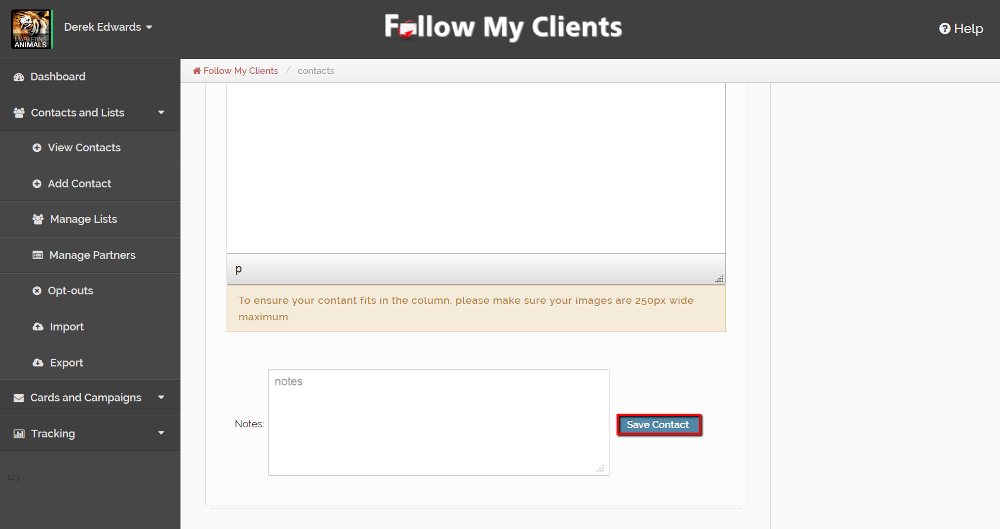 MARKETING
ANIMALS
Derek Edwards
Follow My Clients
Help
Dashboard
Contacts and Lists
View Contacts
Add Contact
Manage Lists
Manage Partners
Opt-outs
Import
Export
Cards and Campaigns
Tracking
123
Follow My Clients / contacts
p
To ensure your contant fits in the column, please make sure your images are 250px wide
maximum.
Notes:
notes
Save Contact